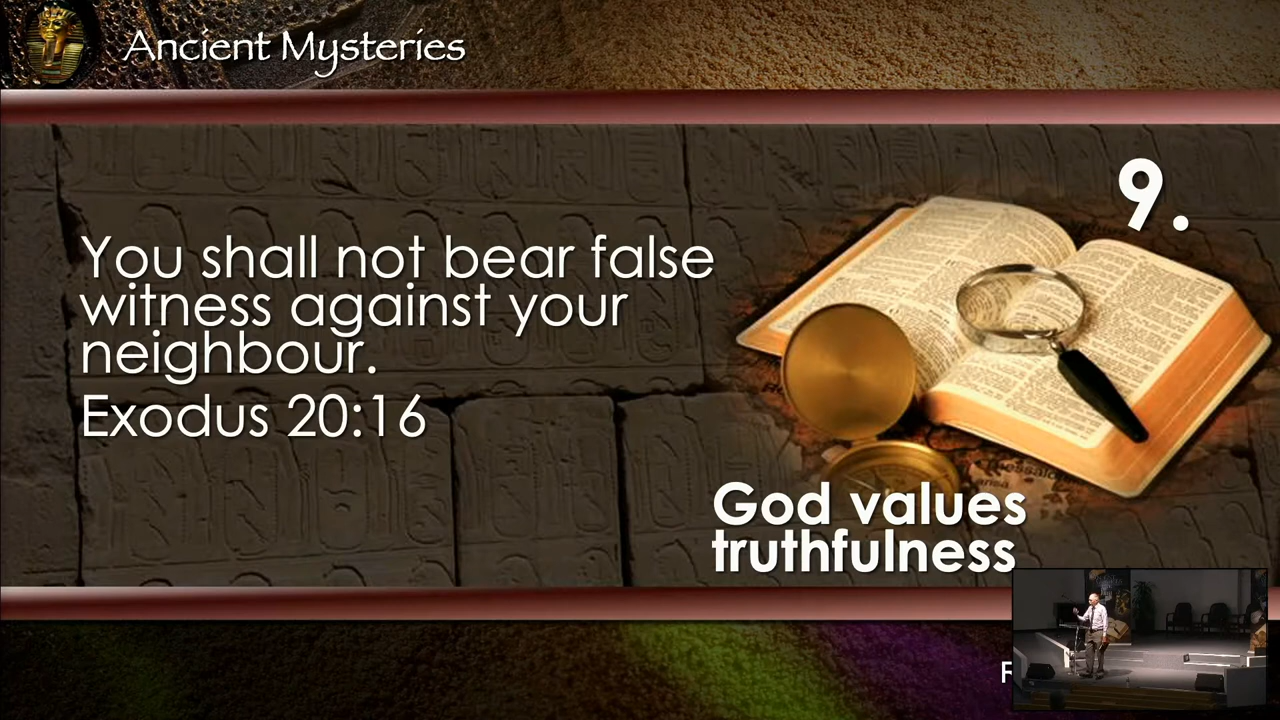 Ancient Mysteries
9.
You shall not bear false
witness against your
neighbour.
Exodus 20:16
God values
truthfulness